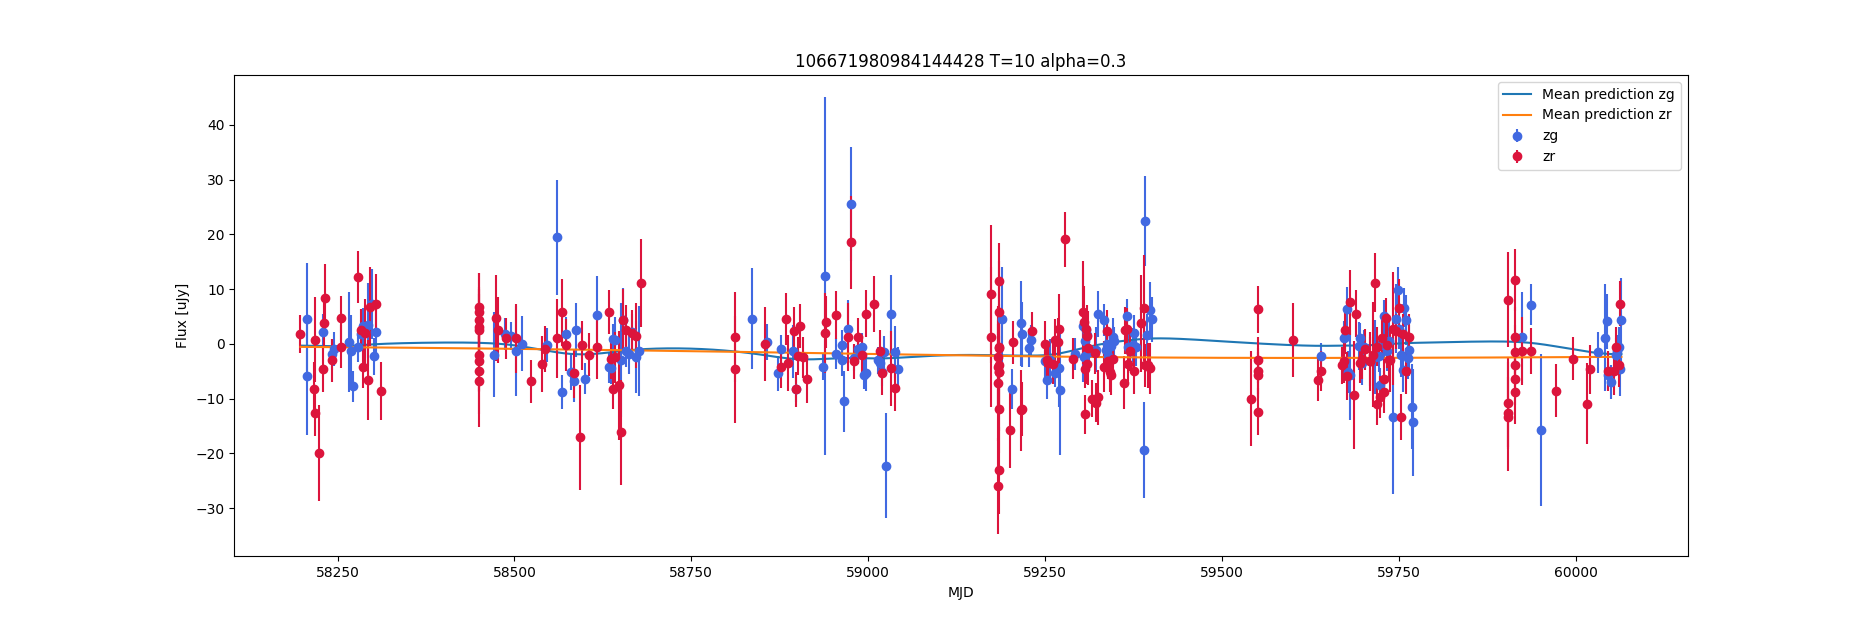 106671980984144428 T=10 alpha=0.3
Mean prediction zg
Mean prediction zr
zg
zr
Flux [uJy]
40
30
20
10
0
−10
−20
−30
58250 58500 58750 59000 59250 59500 59750 60000
MJD